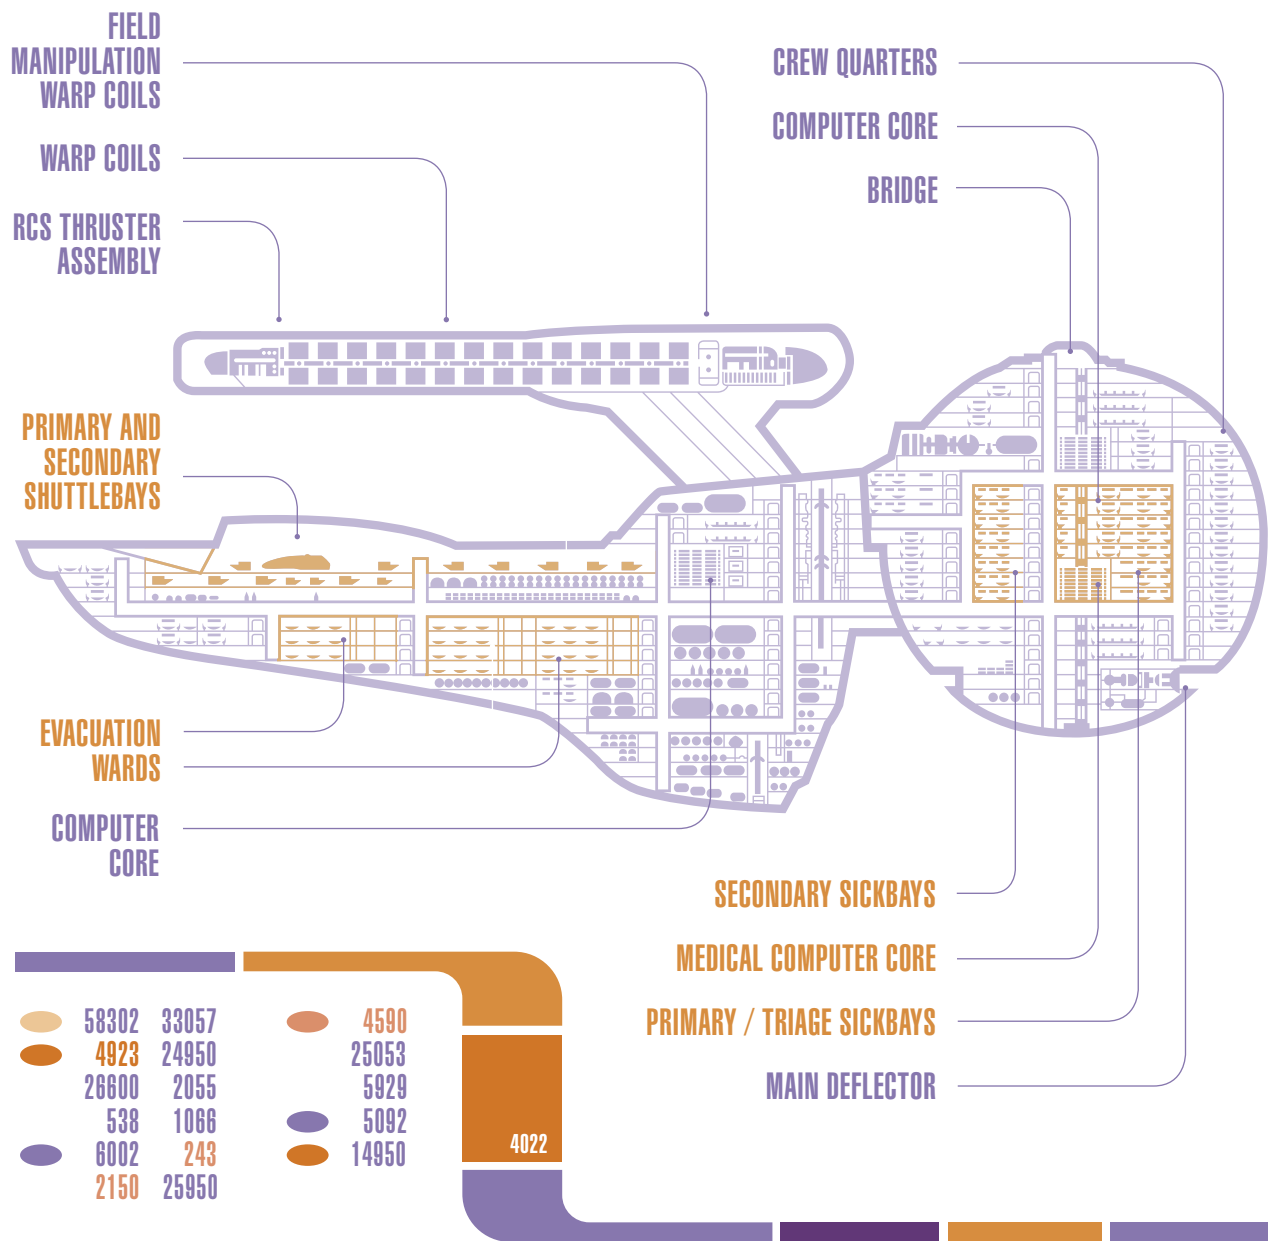 FIELD
MANIPULATION
WARP COILS
WARP COILS
RCS THRUSTER
ASSEMBLY
CREW QUARTERS
COMPUTER CORE
BRIDGE
PRIMARY AND
SECONDARY
SHUTTLEBAYS
EVACUATION
WARDS
COMPUTER
CORE
SECONDARY SICKBAYS
MEDICAL COMPUTER CORE
PRIMARY / TRIAGE SICKBAYS
MAIN DEFLECTOR
58302 33057
4923 24950
26600 2055
538 1066
6002 243
2150 25950
4590
25053
5929
5092
14950
4022